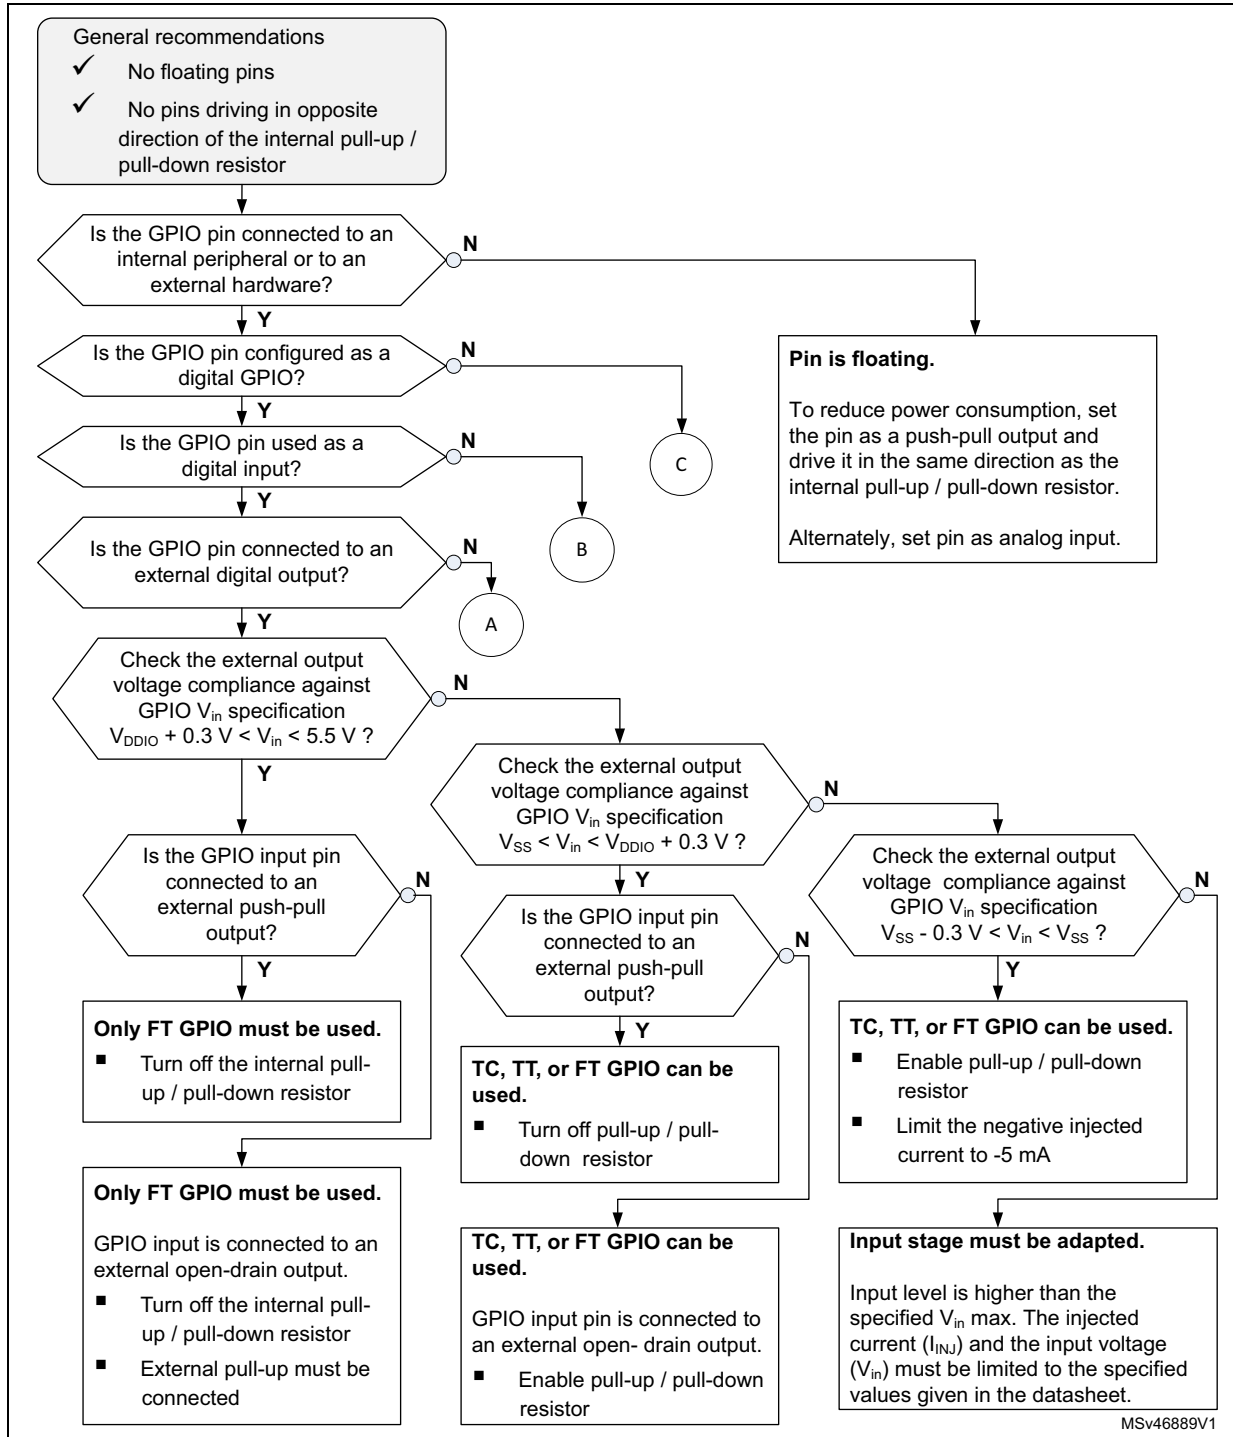 General recommendations
✓ No floating pins
✓ No pins driving in opposite
direction of the internal pull-up /
pull-down resistor
Is the GPIO pin connected to an
internal peripheral or to an
external hardware?
N
Y
Is the GPIO pin configured as a
digital GPIO?
N
Y
Pin is floating.
To reduce power consumption, set
the pin as a push-pull output and
drive it in the same direction as the
internal pull-up / pull-down resistor.
Alternately, set pin as analog input.
Is the GPIO pin used as a
digital input?
N
Y
C
Is the GPIO pin connected to an
external digital output?
N
Y
B
A
Check the external output
voltage compliance against
GPIO Vin specification
VDDIO + 0.3 V < Vin < 5.5 V ?
N
Y
Check the external output
voltage compliance against
GPIO Vin specification
VSS < Vin < VDDIO + 0.3 V ?
N
Y
Is the GPIO input pin
connected to an
external push-pull
output?
N
Y
Check the external output
voltage compliance against
GPIO Vin specification
VSS - 0.3 V < Vin < VSS ?
N
Y
Is the GPIO input pin
connected to an
external push-pull
output?
N
Y
Only FT GPIO must be used.
■ Turn off the internal pull-
up / pull-down resistor
TC, TT, or FT GPIO can be
used.
■ Turn off pull-up / pull-
down resistor
TC, TT, or FT GPIO can be used.
■ Enable pull-up / pull-down
resistor
■ Limit the negative injected
current to -5 mA
Only FT GPIO must be used.
GPIO input is connected to an
external open-drain output.
■ Turn off the internal pull-
up / pull-down resistor
■ External pull-up must be
connected
TC, TT, or FT GPIO can be
used.
GPIO input pin is connected to
an external open- drain output.
■ Enable pull-up / pull-down
resistor
Input stage must be adapted.
Input level is higher than the
specified Vin max. The injected
current (IINJ) and the input voltage
(Vin) must be limited to the specified
values given in the datasheet.
MSv46889V1